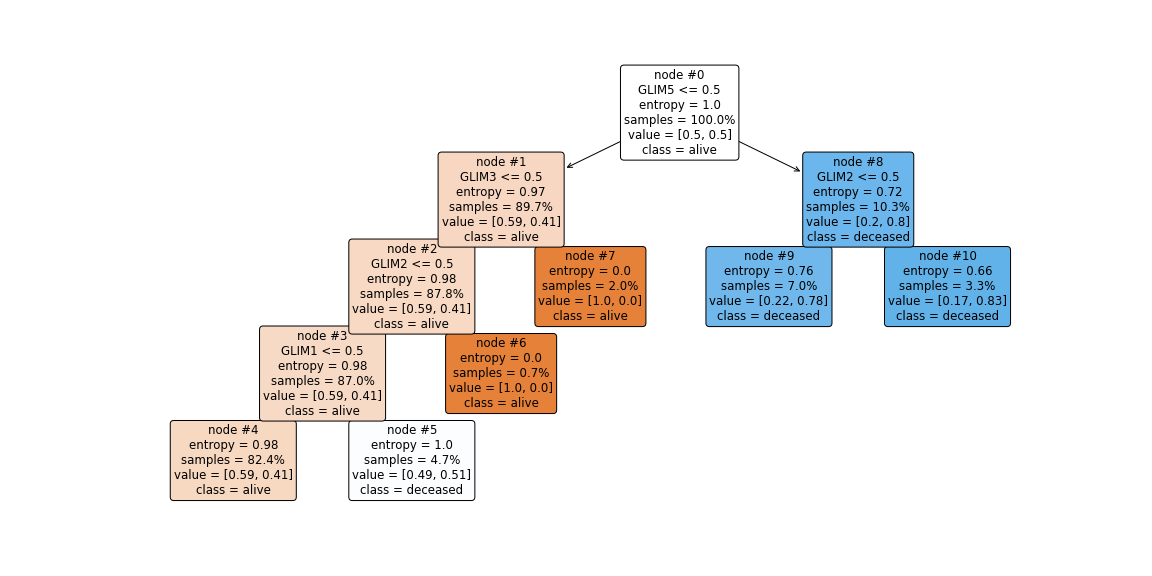 node #0
GLIM5 <= 0.5
entropy = 1.0
samples = 100.0%
value = [0.5, 0.5]
class = alive
node #1
GLIM3 <= 0.5
entropy = 0.97
samples = 89.7%
value = [0.59, 0.41]
class = alive
node #8
GLIM2 <= 0.5
entropy = 0.72
samples = 10.3%
value = [0.2, 0.8]
class = deceased
node #2
GLIM2 <= 0.5
entropy = 0.98
samples = 87.8%
value = [0.59, 0.41]
class = alive
node #7
entropy = 0.0
samples = 2.0%
value = [1.0, 0.0]
class = alive
node #9
entropy = 0.76
samples = 7.0%
value = [0.22, 0.78]
class = deceased
node #10
entropy = 0.66
samples = 3.3%
value = [0.17, 0.83]
class = deceased
node #3
GLIM1 <= 0.5
entropy = 0.98
samples = 87.0%
value = [0.59, 0.41]
class = alive
node #6
entropy = 0.0
samples = 0.7%
value = [1.0, 0.0]
class = alive
node #4
entropy = 0.98
samples = 82.4%
value = [0.59, 0.41]
class = alive
node #5
entropy = 1.0
samples = 4.7%
value = [0.49, 0.51]
class = deceased